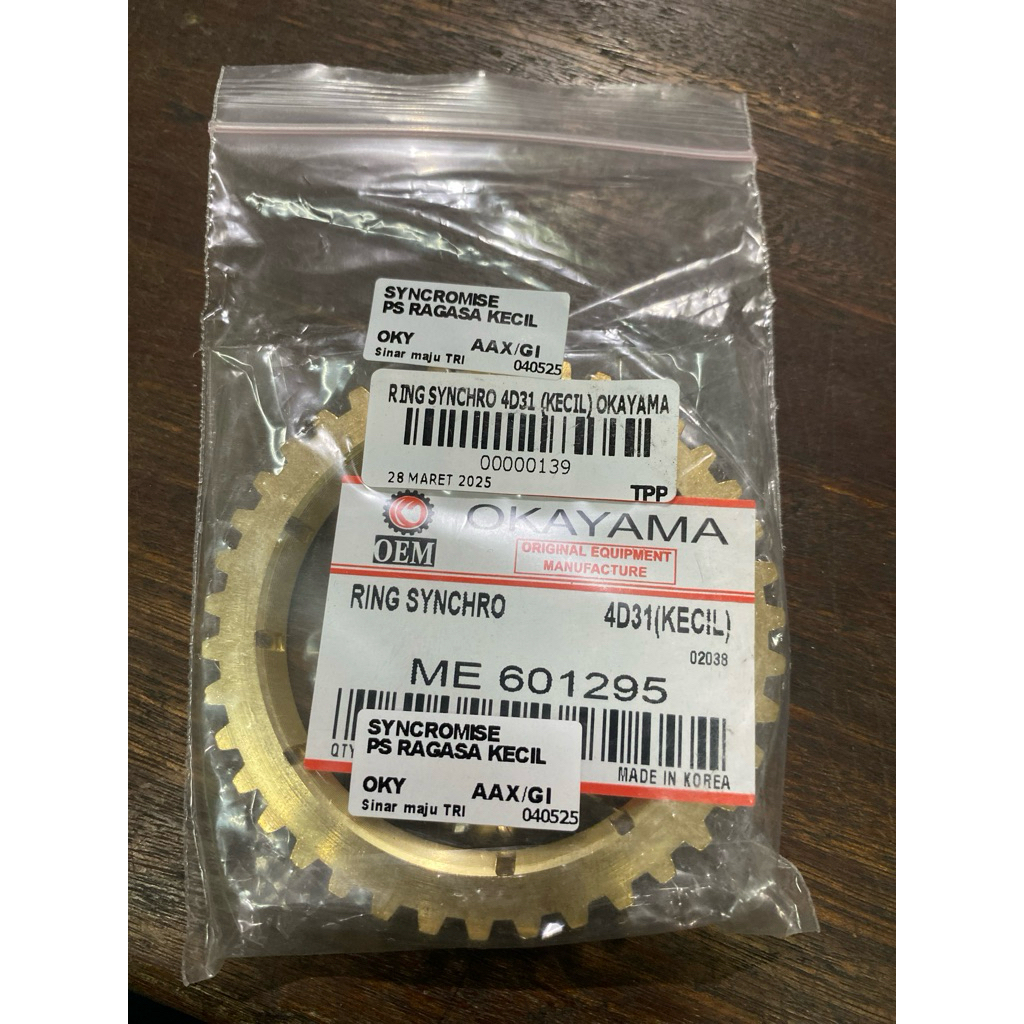 SYNCROMISE
PS RAGASA KECIL
OKY AAX/GI
Sinar maju TRI 040525
RING SYNCHRO 4D31 (KECIL) OKAYAMA
00000139
28 MARET 2025 TPP
OKAYAMA
OEM
ORIGINAL EQUIPMENT
MANUFACTURE
RING SYNCHRO 4D31(KECIL)
02038
ME 601295
QTY
MADE IN KOREA
SYNCROMISE
PS RAGASA KECIL
OKY AAX/GI
Sinar maju TRI 040525